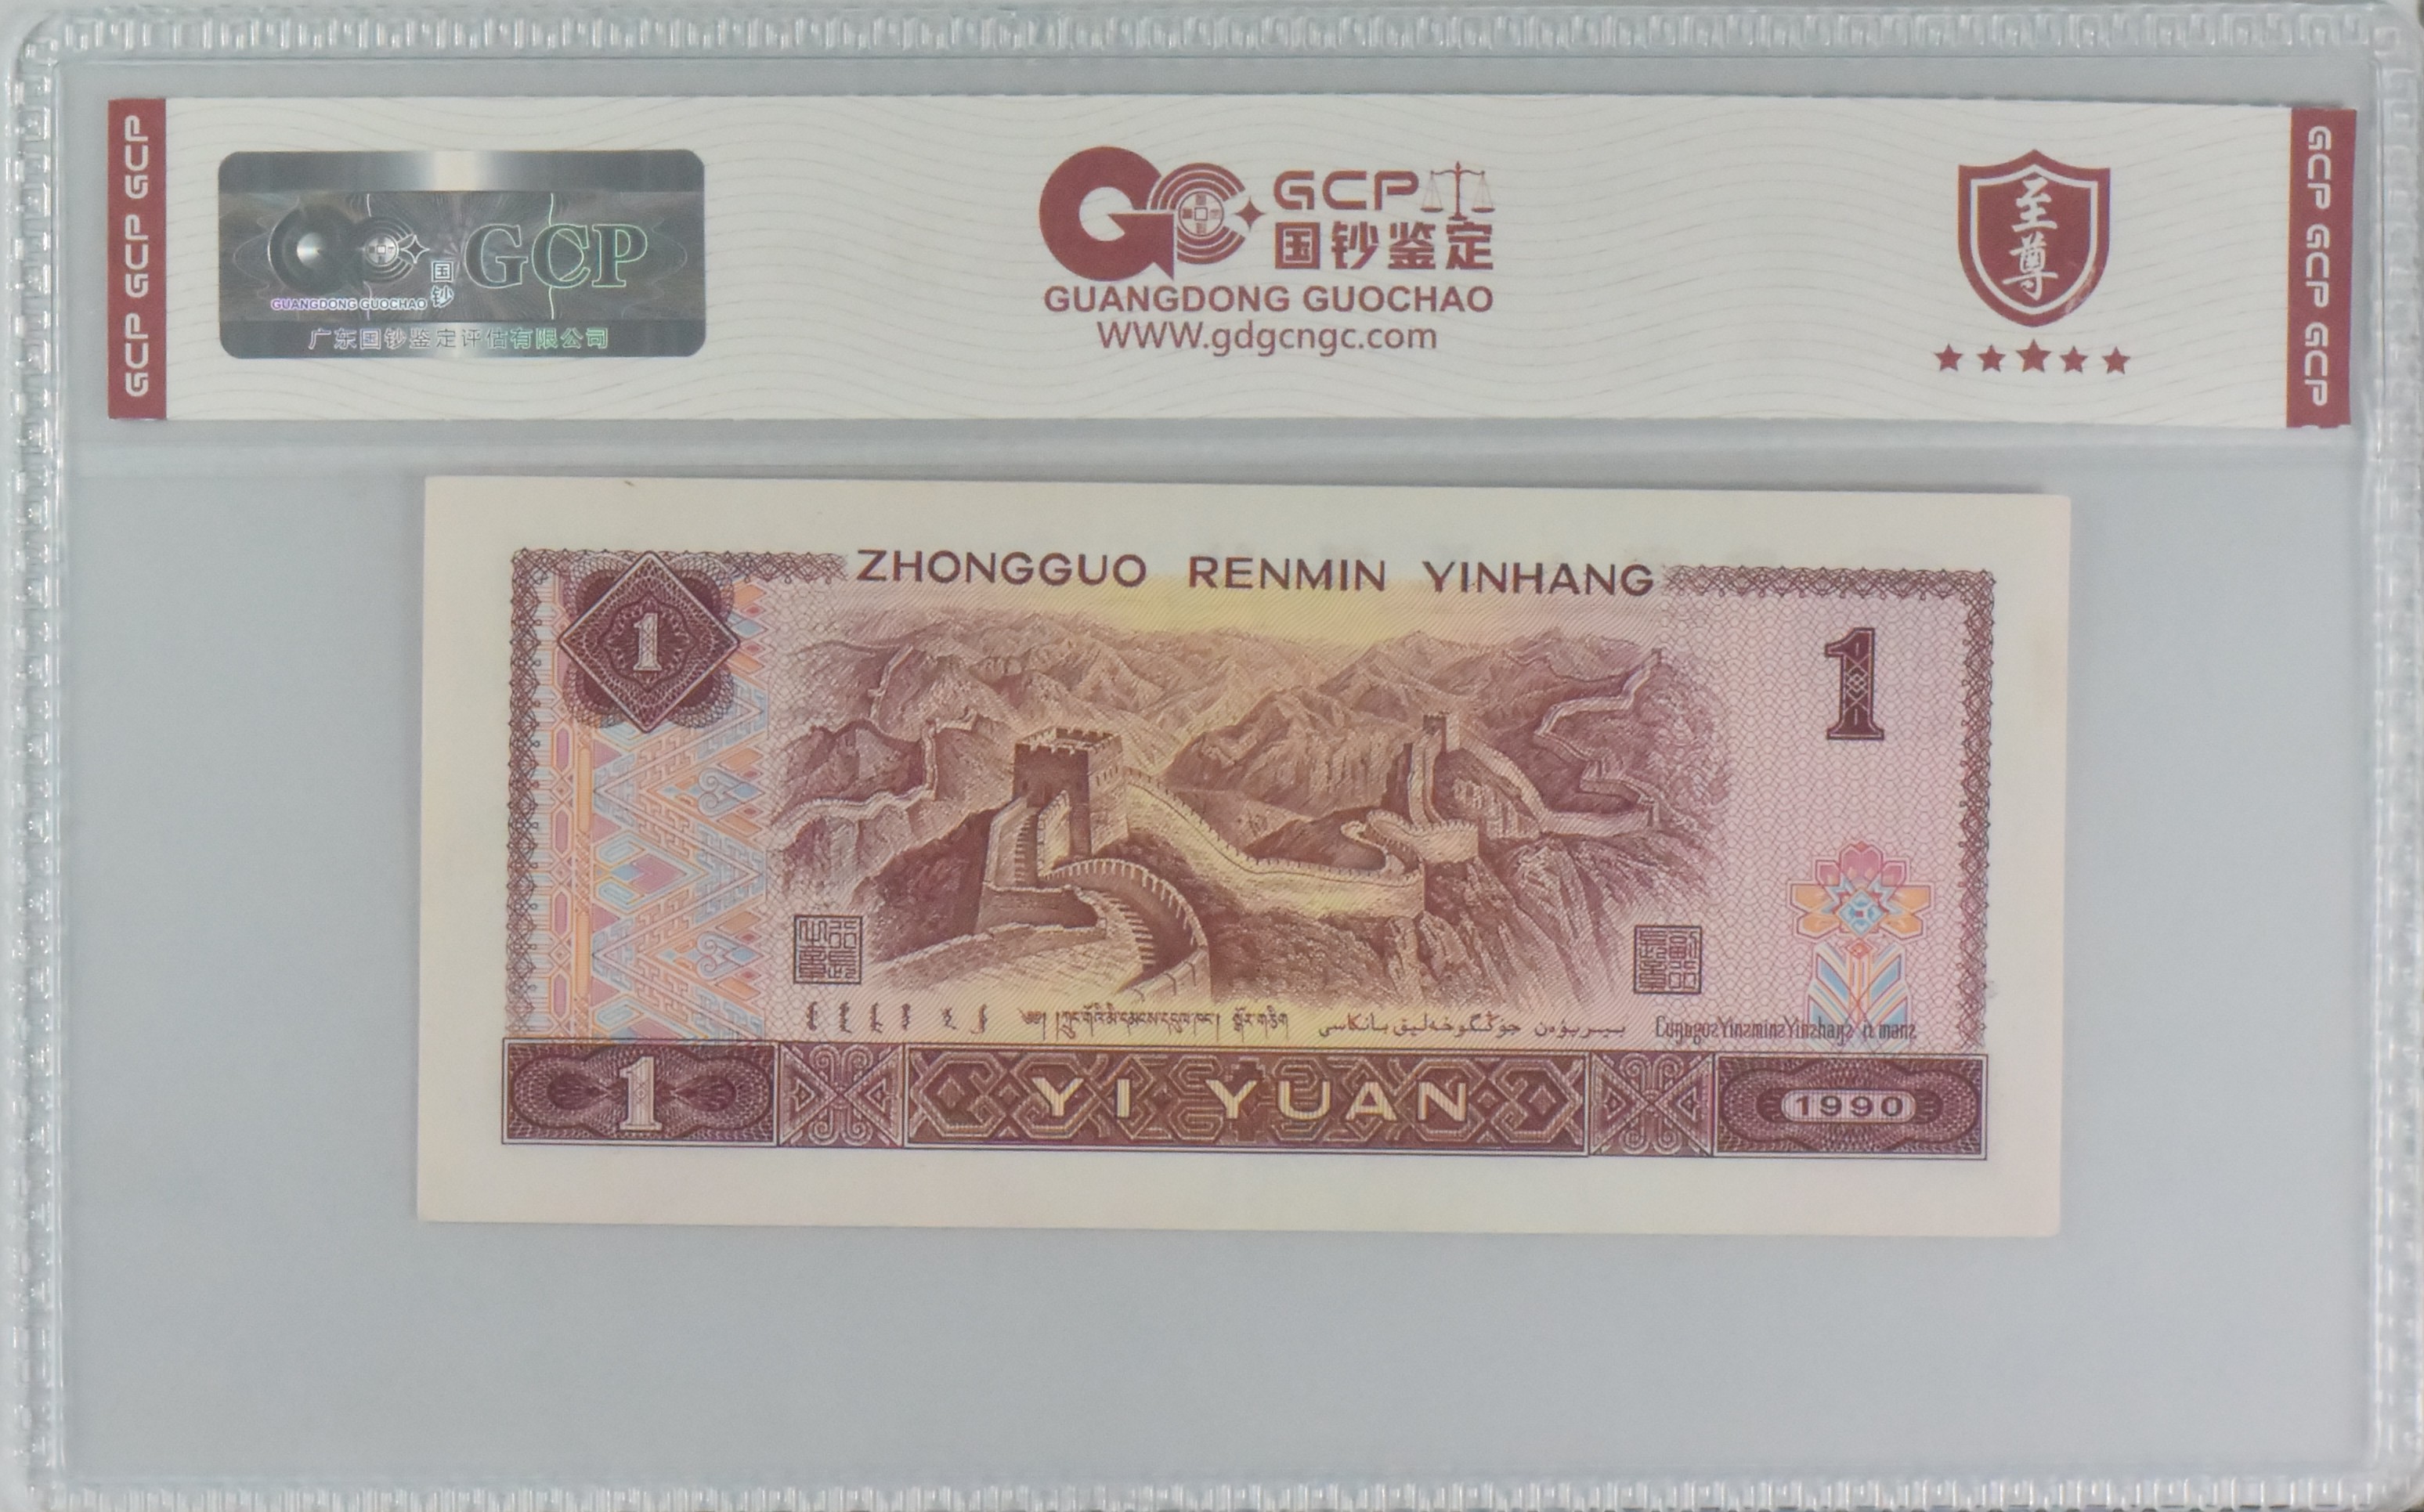 GCP GCP GCP
国钞
GCP
GUANGDONG GUOCHAO
广东国钞鉴定评估有限公司
GCP
国钞鉴定
GUANGDONG GUOCHAO
WWW.gdgcngc.com
至尊
GCP GCP GCP
ZHONGGUO RENMIN YINHANG
1
1
1
YI YUAN
1990